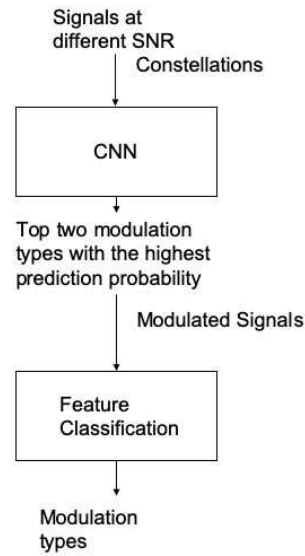 Signals at
different SNR
Constellations
CNN
Top two modulation
types with the highest
prediction probability
Modulated Signals
Feature
Classification
Modulation
types